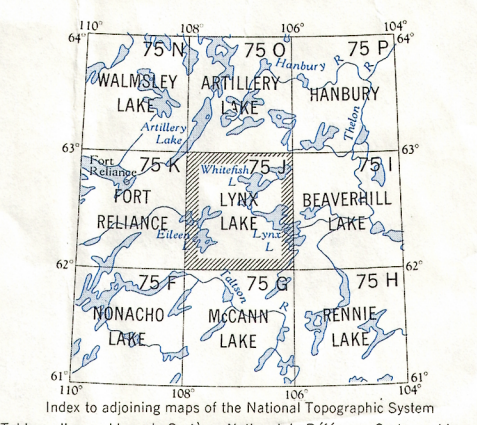 110° 108° 106° 104°
64° 64°
75 N 75 O 75 P
Hanbury R
R
WALMSLEY
LAKE
ARTILLERY
LAKE
HANBURY
Artillery
Lake
Thelon
63° 63°
Fort
Reliance
75 K 75 J 75 I
Whitefish
L
FORT
RELIANCE
LYNX
LAKE
BEAVERHILL
LAKE
Eileen
L
Lynx
L
62° 62°
75 F 75 G 75 H
Taltson
R
NONACHO
LAKE
McCANN
LAKE
RENNIE
LAKE
61° 61°
110° 108° 106° 104°
Index to adjoining maps of the National Topographic System